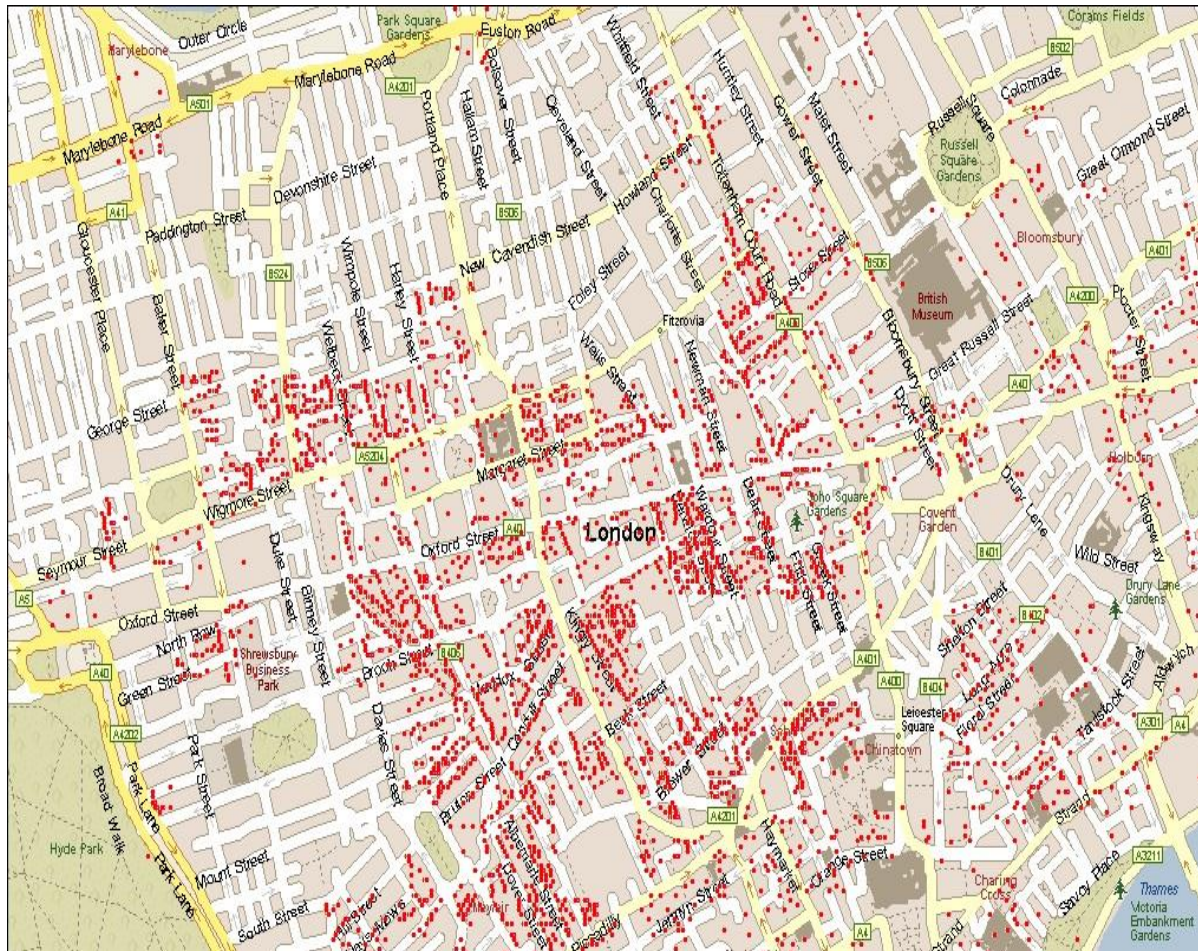 Outer Circle
Park Square
Gardens
Euston Road
Corams Fields
Marylebone
Marylebone Road
A4201
A501
Bolsover Street
Whitfield Street
Huntley Street
B502
Colonnade
Portland Place
Hallam Street
Cleveland Street
Gower Street
Malet Street
Russell Square
Marylebone Road
Russell
Square
Gardens
Great Ormond Street
Devonshire Street
Howland Street
A41
Paddington Street
B506
Charlotte Street
Tottenham Court Road
Bloomsbury
A401
Gloucester Place
Baker Street
B524
Wimpole Street
Harley Street
New Cavendish Street
Foley Street
Store Street
B506
British
Museum
A4200
Procter Street
Welbeck Street
Fitzrovia
A400
Great Russell Street
George Street
Wells Street
Newman Street
Bloomsbury Street
Dyott Street
A40
A5204
Margaret Street
Holborn
Wigmore Street
Dean Street
Soho Square
Gardens
Drury Lane
Kingsway
Seymour Street
Oxford Street
A40
London
Wardour Street
Covent
Garden
Duke Street
Binney Street
Frith Street
Greek Street
B401
Wild Street
A5
Oxford Street
Drury Lane
Gardens
North Row
Kingly Street
Shelton Street
B402
Green Street
Shrewsbury
Business
Park
Brook Street
B406
Maddox Street
A401
Long Acre
A40
A400
B404
Floral Street
Tavistock Street
Aldwych
A4202
Davies Street
Conduit Street
Beak Street
Leicester
Square
A301
A4
Park Street
Soho
Chinatown
Broad Walk
Park Lane
Bruton Street
Brewer Street
Strand
Hyde Park
A4201
Mount Street
Albemarle Street
Haymarket
Orange Street
A3211
Park Lane
Dover Street
Charing
Cross
Savoy Place
Thames
South Street
Hill Street
Mayfair
Piccadilly
Jermyn Street
A4
Strand
Victoria
Embankment
Gardens